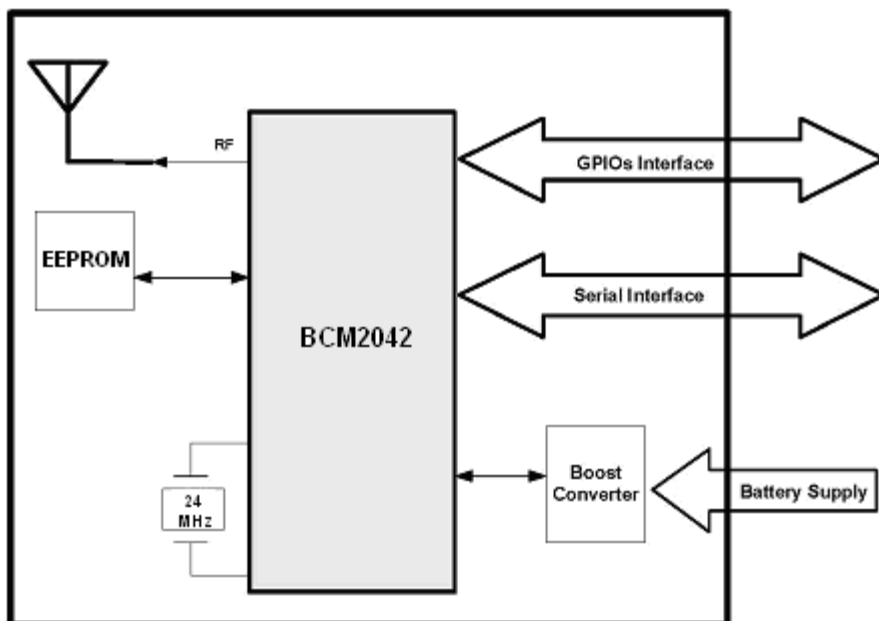 RF
GPIOs Interface
EEPROM
Serial Interface
BCM2042
24
MHz
Boost
Converter
Battery Supply